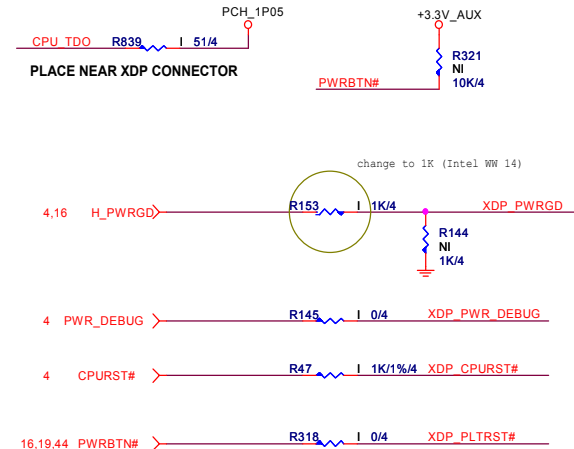 PCH_1P05
+3.3V_AUX
CPU_TDO R839 I 51/4
R321
NI
10K/4
PLACE NEAR XDP CONNECTOR
PWRBTN#
change to 1K (Intel WW 14)
4,16 H_PWRGD R153 I 1K/4 XDP_PWRGD
R144
NI
1K/4
4 PWR_DEBUG R145 I 0/4 XDP_PWR_DEBUG
4 CPURST# R47 I 1K/1%/4 XDP_CPURST#
16,19,44 PWRBTN# R318 I 0/4 XDP_PLTRST#